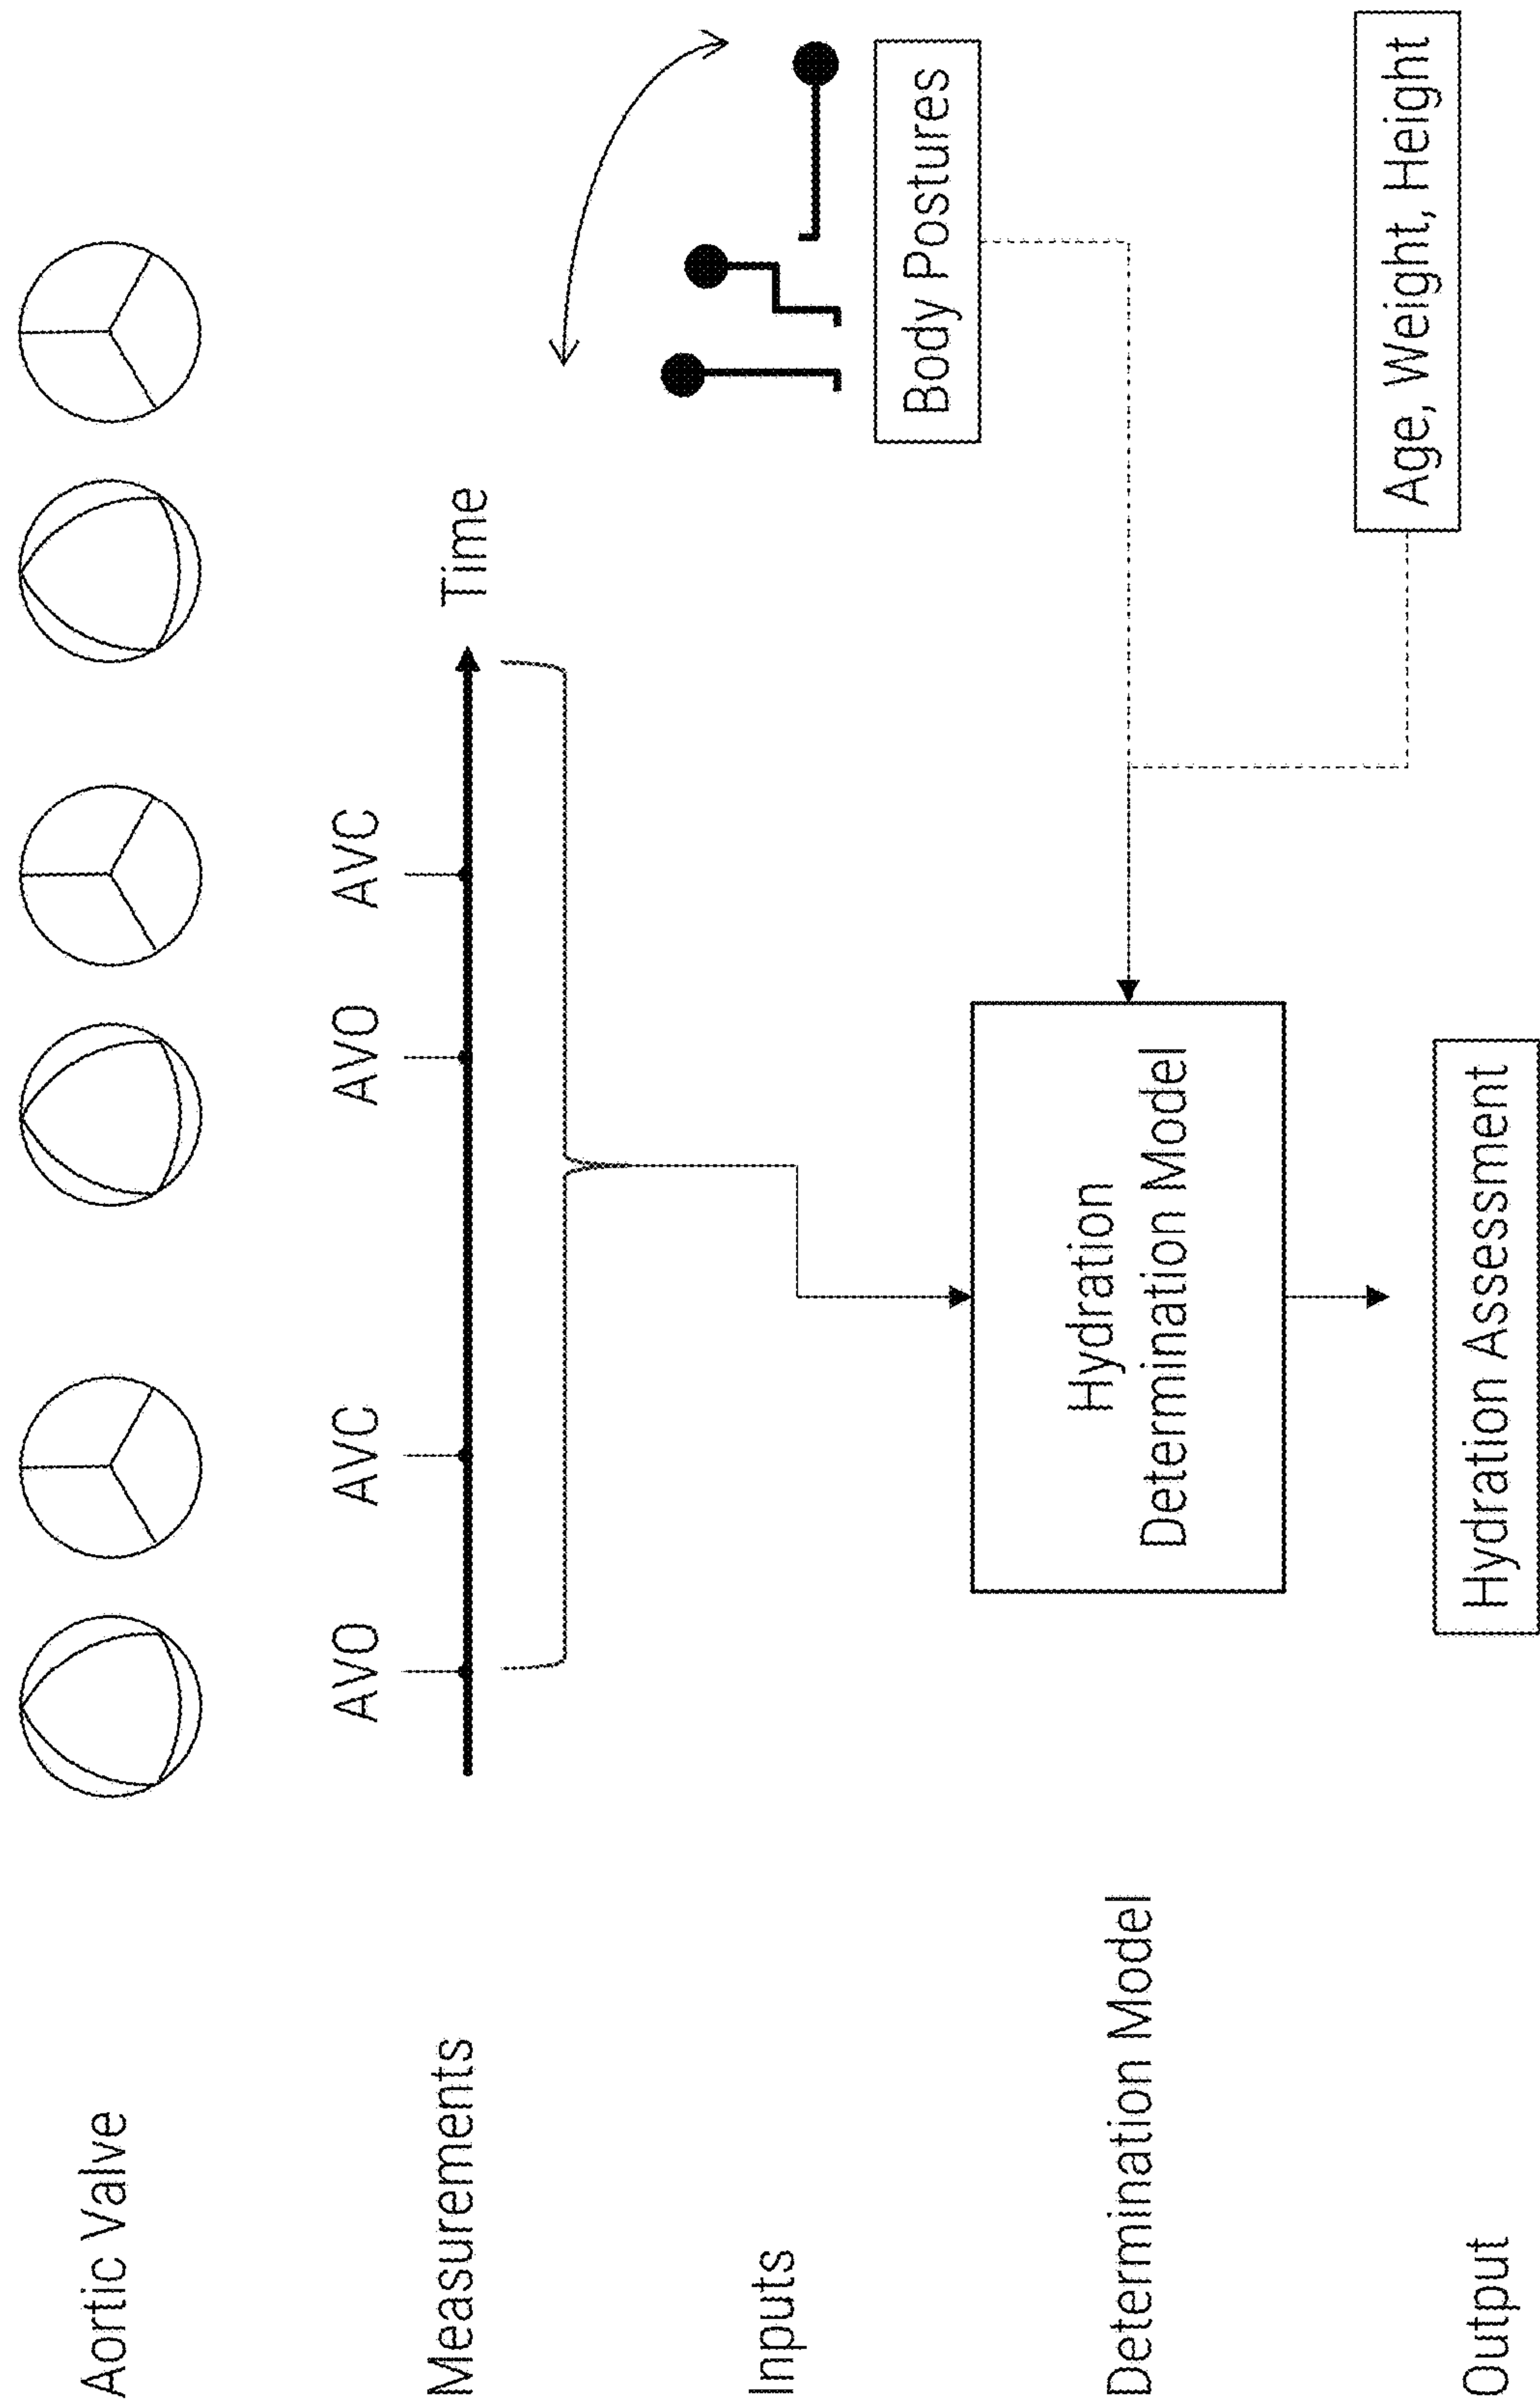 Aortic Valve
Measurements
AVO
AVC
AVO
AVC
Time
Inputs
Body Postures
Determination Model
Hydration
Determination Model
Age, Weight, Height
Output
Hydration Assessment